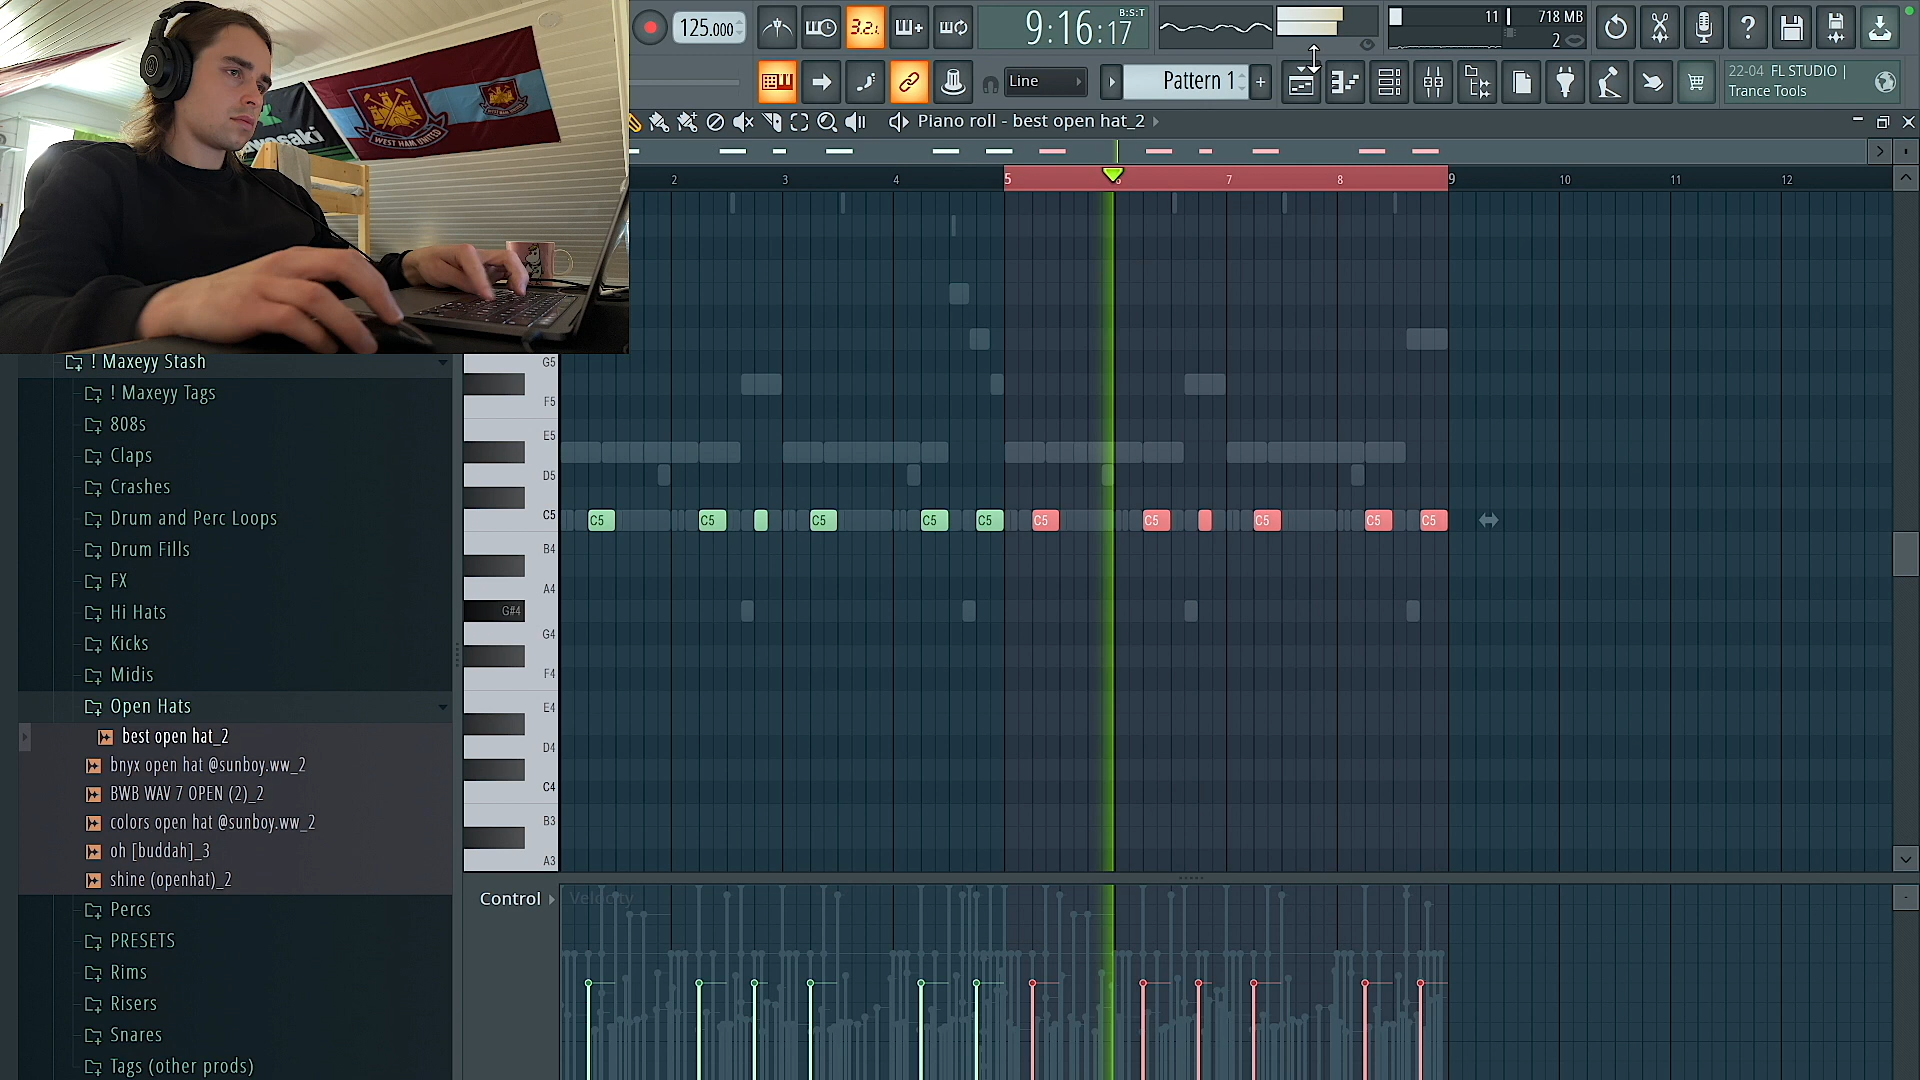 125.000
3.2.
9:16:17
B:S:T
11
718 MB
2
Line
Pattern 1
22-04 FL STUDIO |
Trance Tools
Piano roll - best open hat_2
WEST HAM UNITED
2 3 4 5 6 7 8 9 10 11 12
! Maxeyy Stash
! Maxeyy Tags
808s
Claps
Crashes
Drum and Perc Loops
Drum Fills
FX
Hi Hats
Kicks
Midis
Open Hats
best open hat_2
bnyx open hat @sunboy.ww_2
BWB WAV 7 OPEN (2)_2
colors open hat @sunboy.ww_2
oh [buddah]_3
shine (openhat)_2
Percs
PRESETS
Rims
Risers
Snares
Tags (other prods)
G5
F5
E5
D5
C5
B4
A4
G#4
G4
F4
E4
D4
C4
B3
A3
C5 C5 C5 C5 C5 C5 C5 C5 C5 C5
Control
Velocity